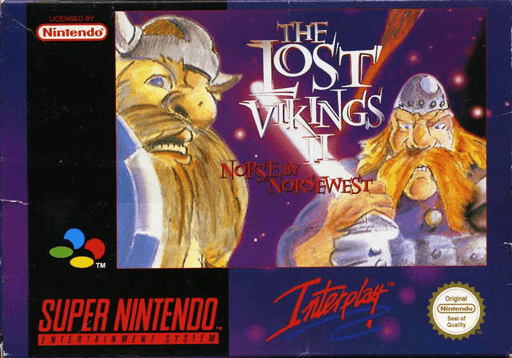 LICENSED BY
Nintendo
THE
LOST
VIKINGS
II
NORSE BY
NORSEWEST
TM
SUPER NINTENDO
TM
ENTERTAINMENT SYSTEM
Interplay
TM
Original
Nintendo
Seal of
Quality